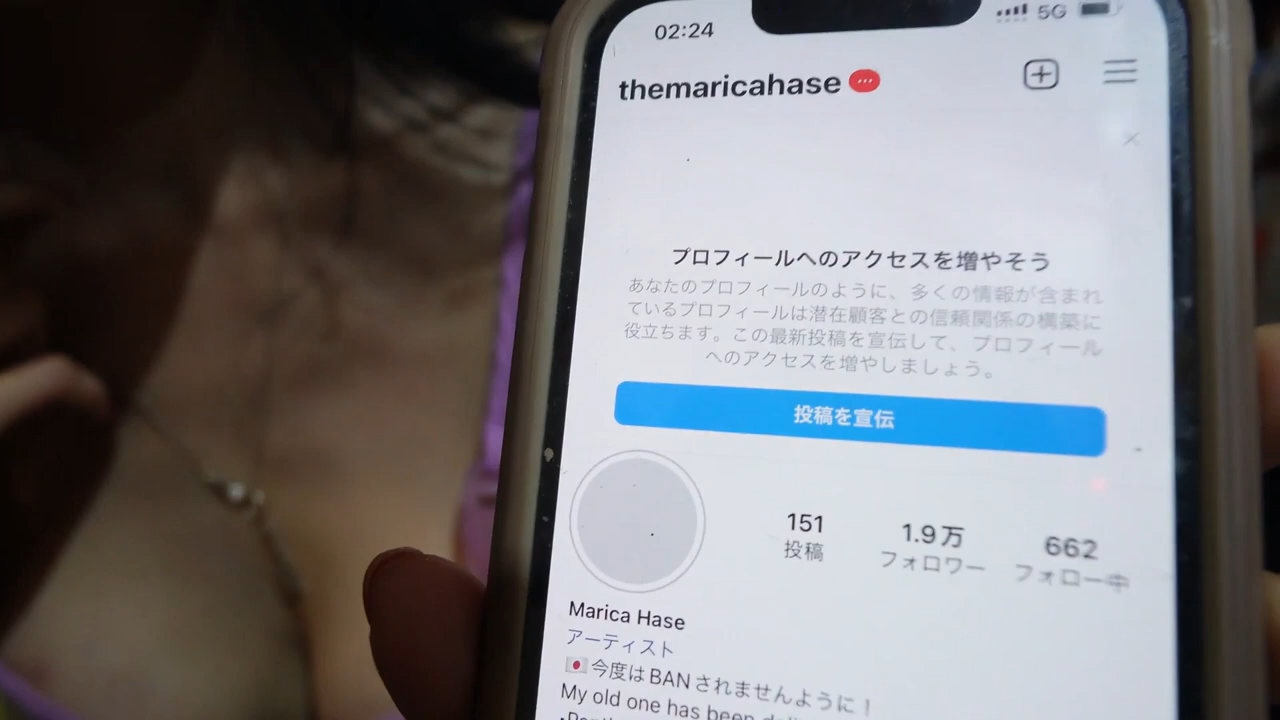 02:24
5G
themaricahase
プロフィールへのアクセスを増やそう
あなたのプロフィールのように、多くの情報が含まれ
ているプロフィールは潜在顧客との信頼関係の構築に
役立ちます。この最新投稿を宣伝して、プロフィール
へのアクセスを増やしましょう。
投稿を宣伝
151 1.9万 662
投稿 フォロワー フォロー中
Marica Hase
アーティスト
🇯🇵今度はBANされませんように！
My old one has been